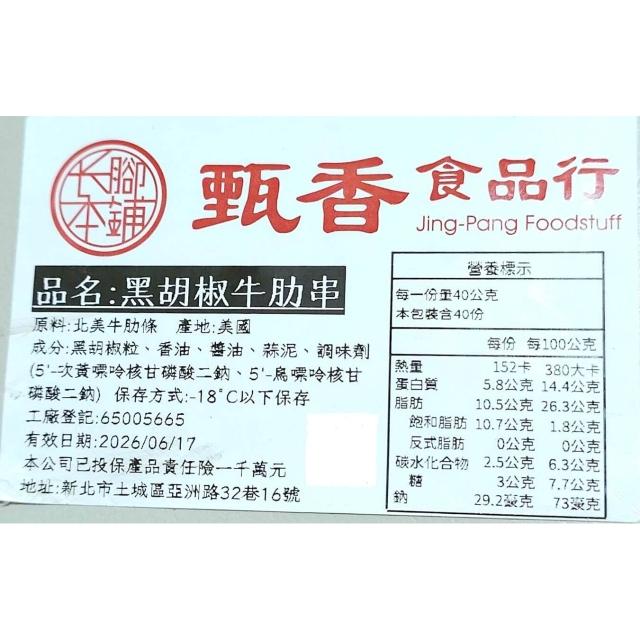 长腳
本舖
甄香食品行
Jing-Pang Foodstuff
品名:黑胡椒牛肋串
原料:北美牛肋條 產地:美國
成分:黑胡椒粒、香油、醬油、蒜泥、調味劑
(5'-次黃嘌呤核苷磷酸二鈉、5'-鳥嘌呤核苷
磷酸二鈉) 保存方式:-18°C以下保存
工廠登記:65005665
有效日期:2026/06/17
本公司已投保產品責任險一千萬元
地址:新北市土城區亞洲路32巷16號
營養標示
每一份量40公克
本包裝含40份
每份 每100公克
熱量 152卡 380大卡
蛋白質 5.8公克 14.4公克
脂肪 10.5公克 26.3公克
飽和脂肪 10.7公克 1.8公克
反式脂肪 0公克 0公克
碳水化合物 2.5公克 6.3公克
糖 3公克 7.7公克
鈉 29.2毫克 73毫克